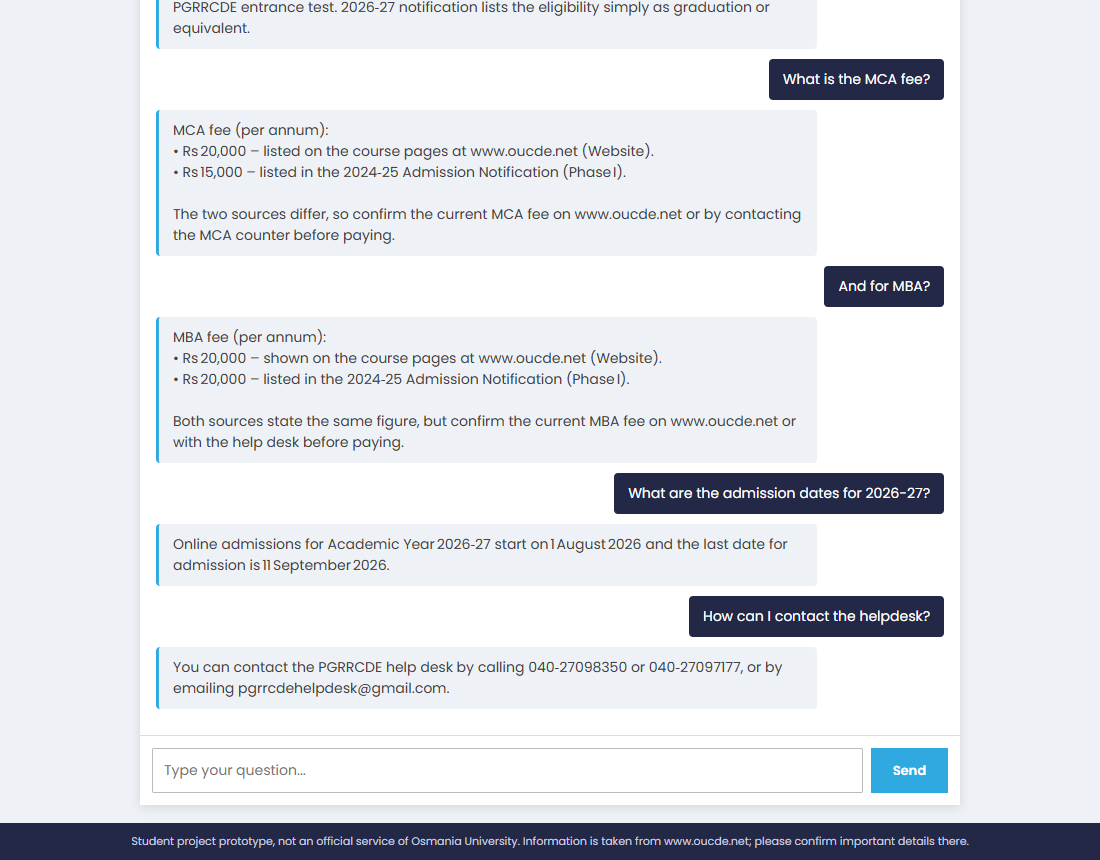 PGRRCDE entrance test. 2026-27 notification lists the eligibility simply as graduation or
equivalent.
What is the MCA fee?
MCA fee (per annum):
• Rs 20,000 – listed on the course pages at www.oucde.net (Website).
• Rs 15,000 – listed in the 2024-25 Admission Notification (Phase I).
The two sources differ, so confirm the current MCA fee on www.oucde.net or by contacting
the MCA counter before paying.
And for MBA?
MBA fee (per annum):
• Rs 20,000 – shown on the course pages at www.oucde.net (Website).
• Rs 20,000 – listed in the 2024-25 Admission Notification (Phase I).
Both sources state the same figure, but confirm the current MBA fee on www.oucde.net or
with the help desk before paying.
What are the admission dates for 2026-27?
Online admissions for Academic Year 2026-27 start on 1 August 2026 and the last date for
admission is 11 September 2026.
How can I contact the helpdesk?
You can contact the PGRRCDE help desk by calling 040-27098350 or 040-27097177, or by
emailing pgrrcdehelpdesk@gmail.com.
Type your question...
Send
Student project prototype, not an official service of Osmania University. Information is taken from www.oucde.net; please confirm important details there.